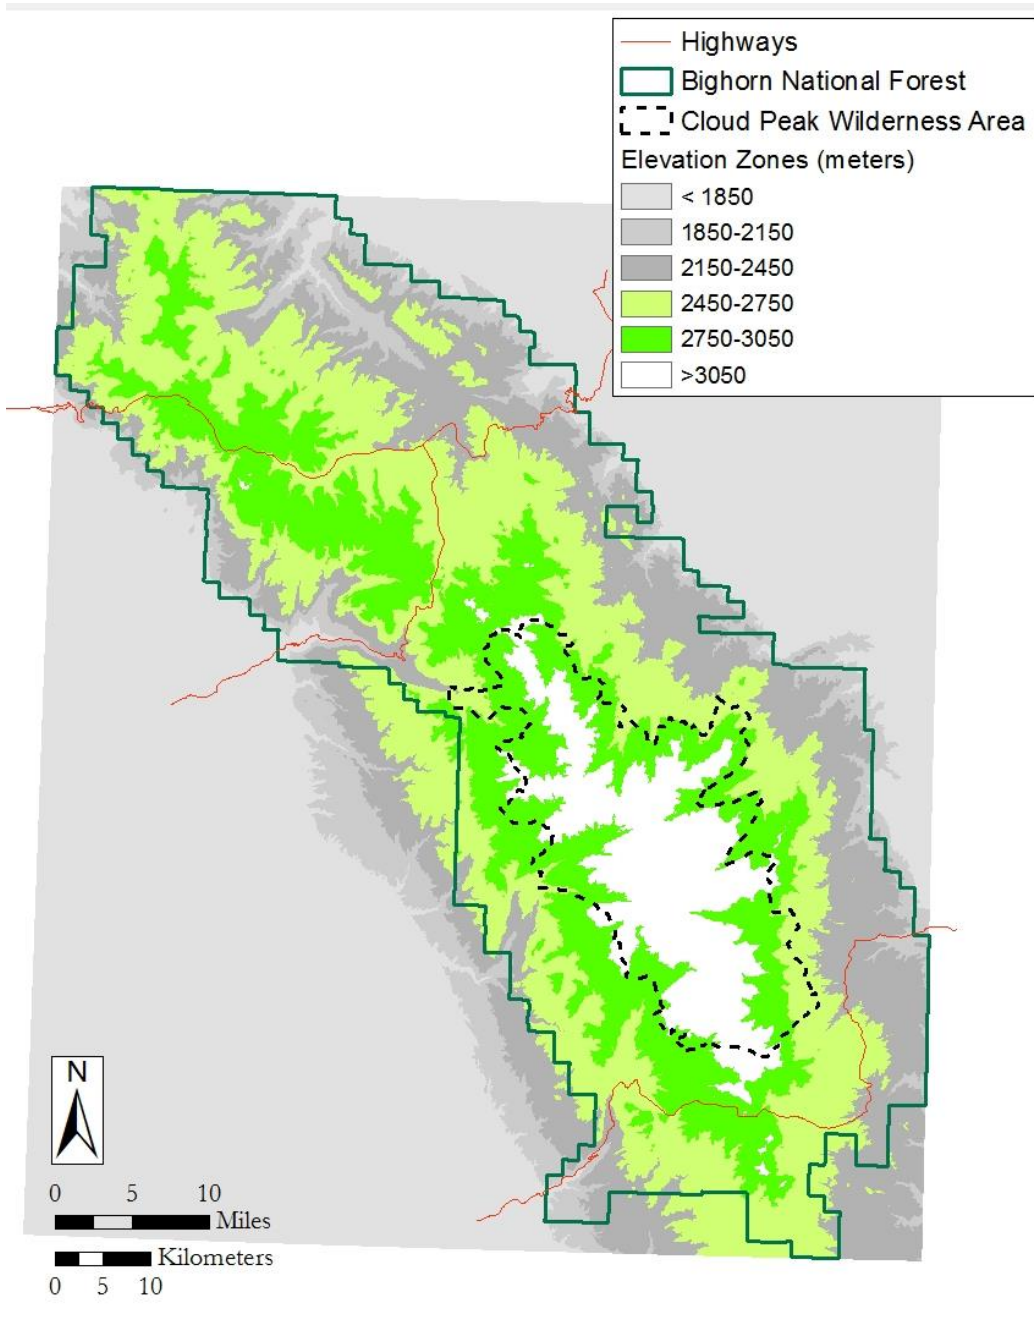 Highways
Bighorn National Forest
Cloud Peak Wilderness Area
Elevation Zones (meters)
< 1850
1850-2150
2150-2450
2450-2750
2750-3050
>3050
N
0 5 10
Miles
Kilometers
0 5 10